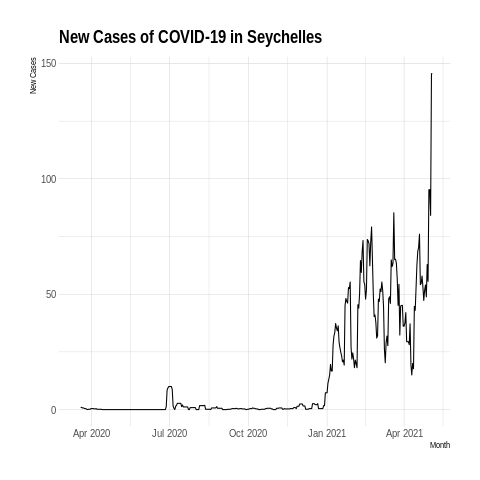 New Cases of COVID-19 in Seychelles
New Cases
150
100
50
0
Apr 2020 Jul 2020 Oct 2020 Jan 2021 Apr 2021
Month